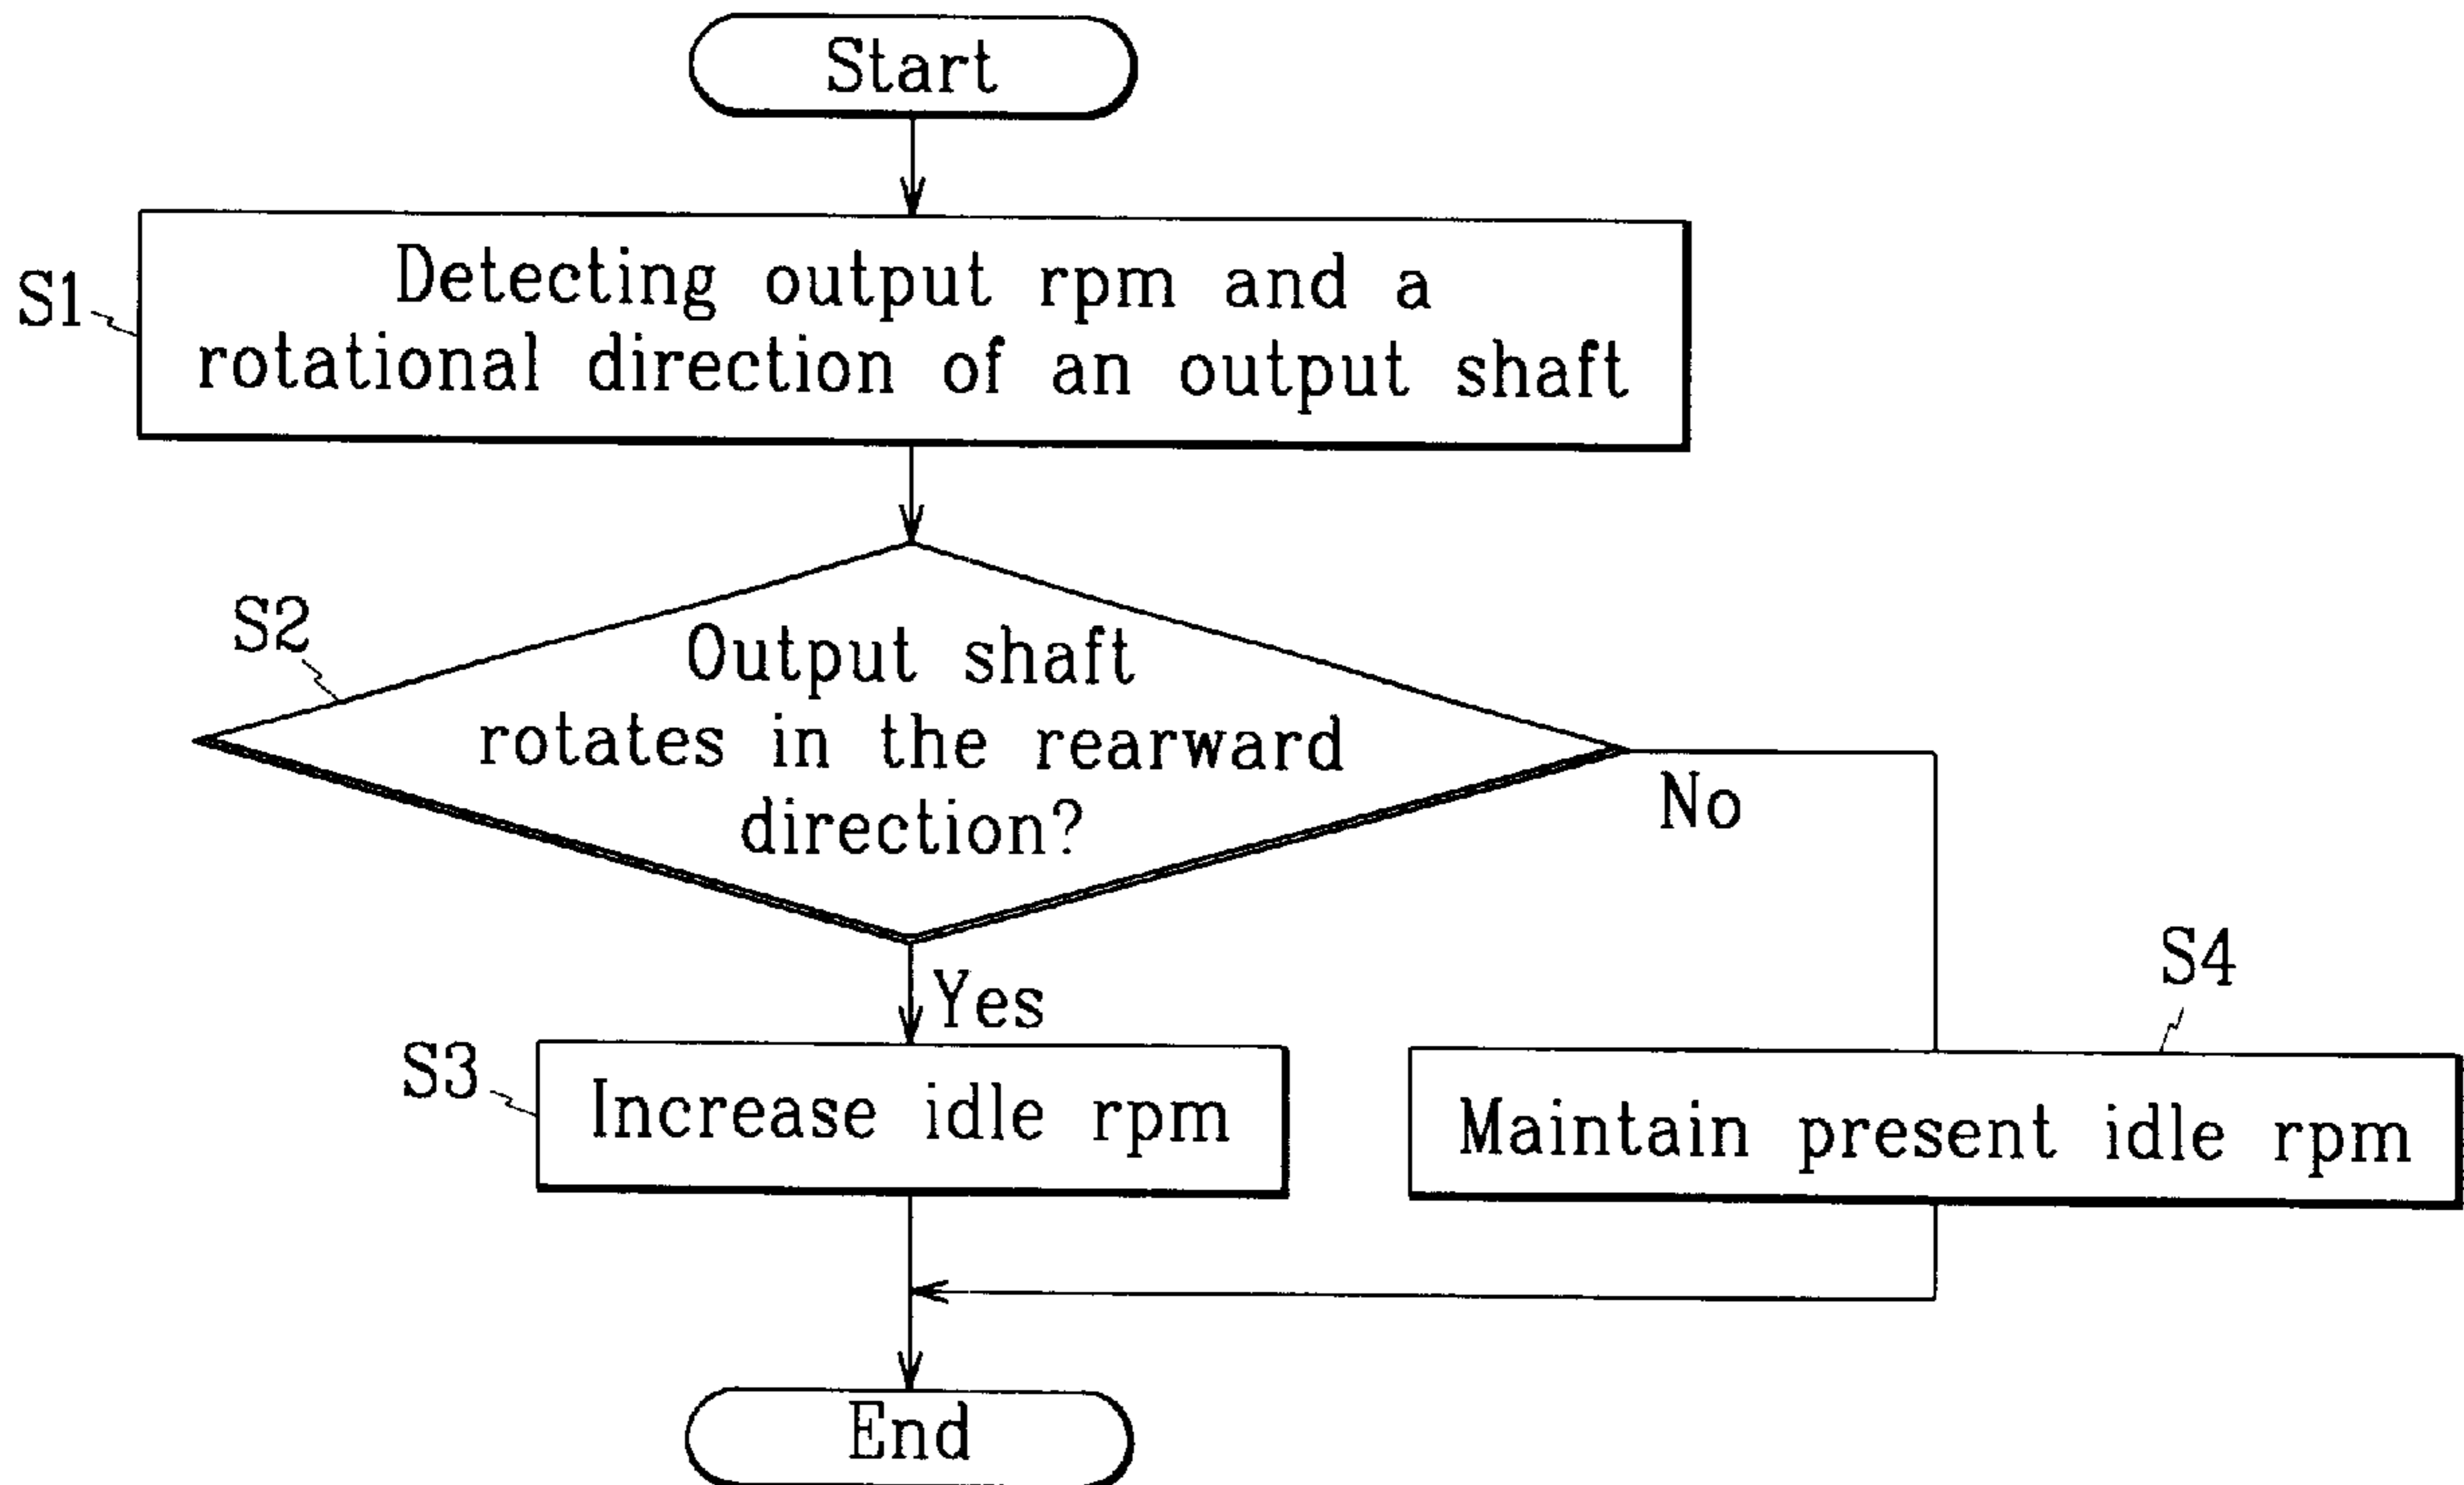 Start
S1
Detecting output rpm and a
rotational direction of an output shaft
S2
Output shaft
rotates in the rearward
direction?
No
Yes
S3
Increase idle rpm
S4
Maintain present idle rpm
End